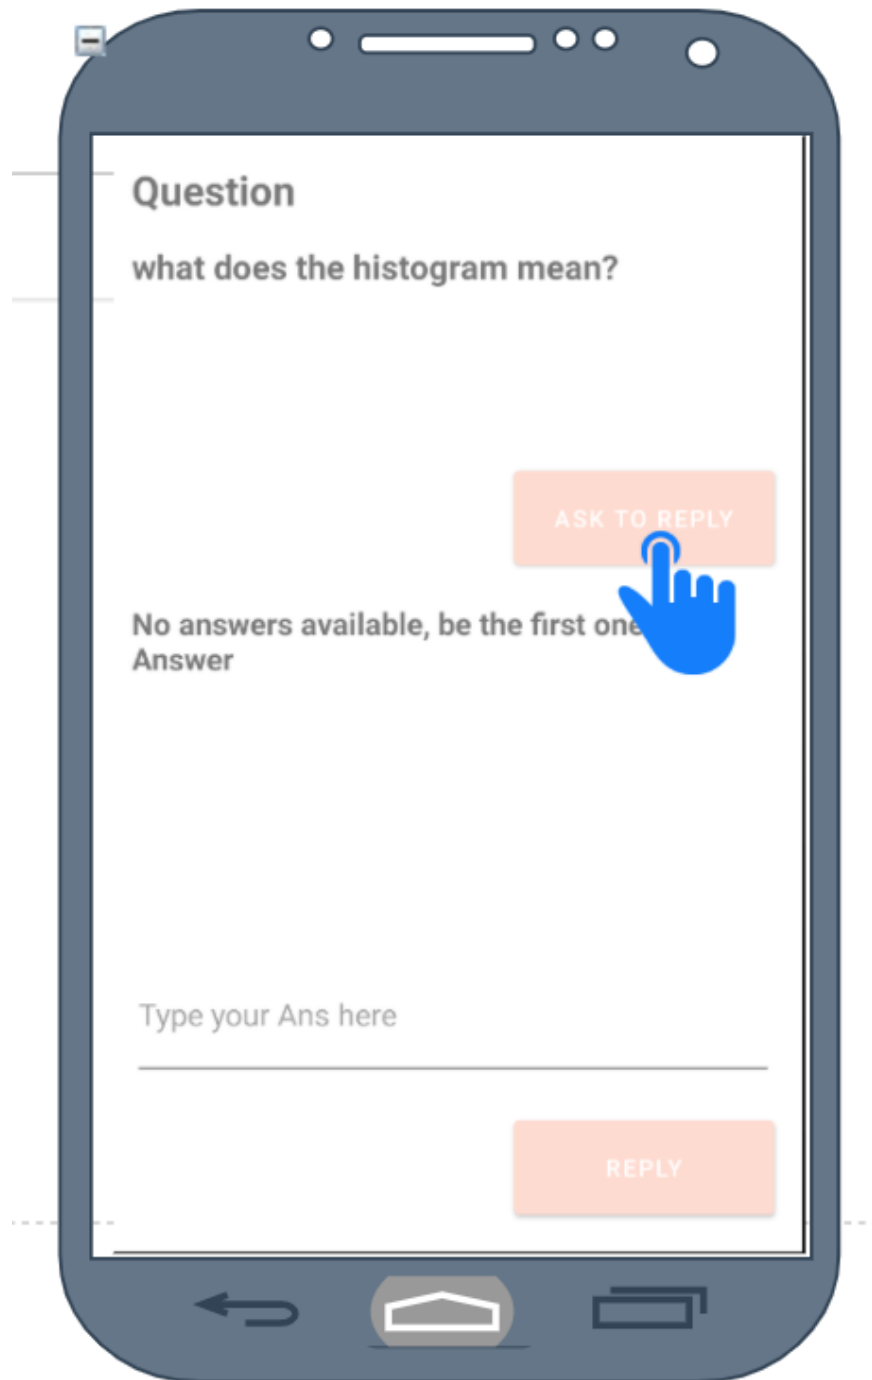 Question
what does the histogram mean?
ASK TO REPLY
No answers available, be the first one
Answer
Type your Ans here
REPLY